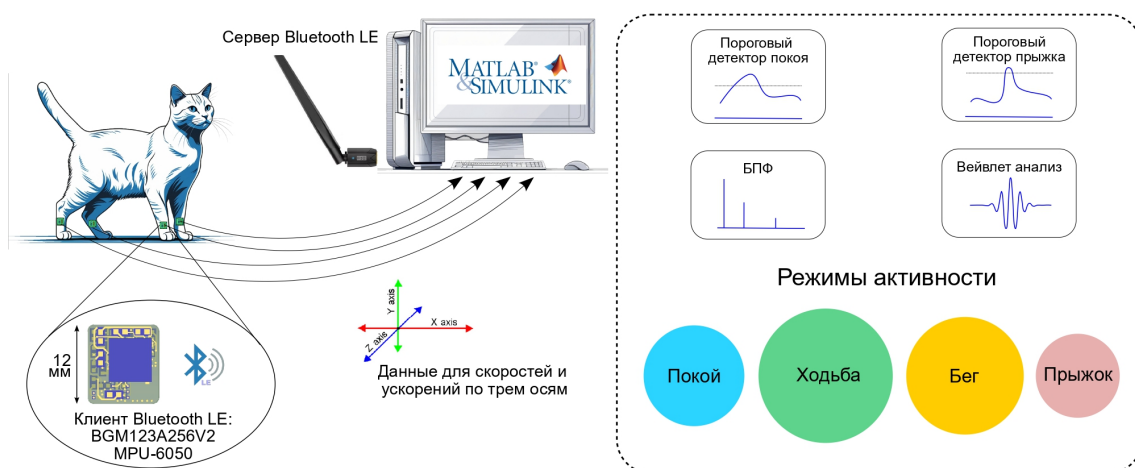 Сервер Bluetooth LE
MATLAB®
&SIMULINK®
12
мм
LE
Клиент Bluetooth LE:
BGM123A256V2
MPU-6050
Y axis
X axis
Z axis
Данные для скоростей и
ускорений по трем осям
Пороговый
детектор покоя
Пороговый
детектор прыжка
БПФ
Вейвлет анализ
Режимы активности
Покой
Ходьба
Бег
Прыжок